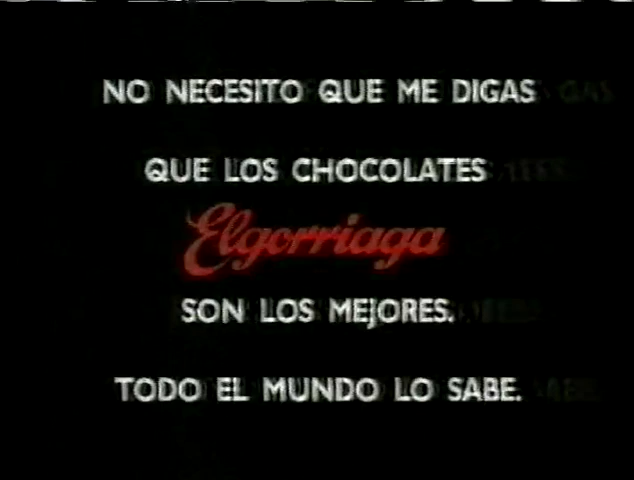 NO NECESITO QUE ME DIGAS
QUE LOS CHOCOLATES
Elgorriaga
SON LOS MEJORES.
TODO EL MUNDO LO SABE.